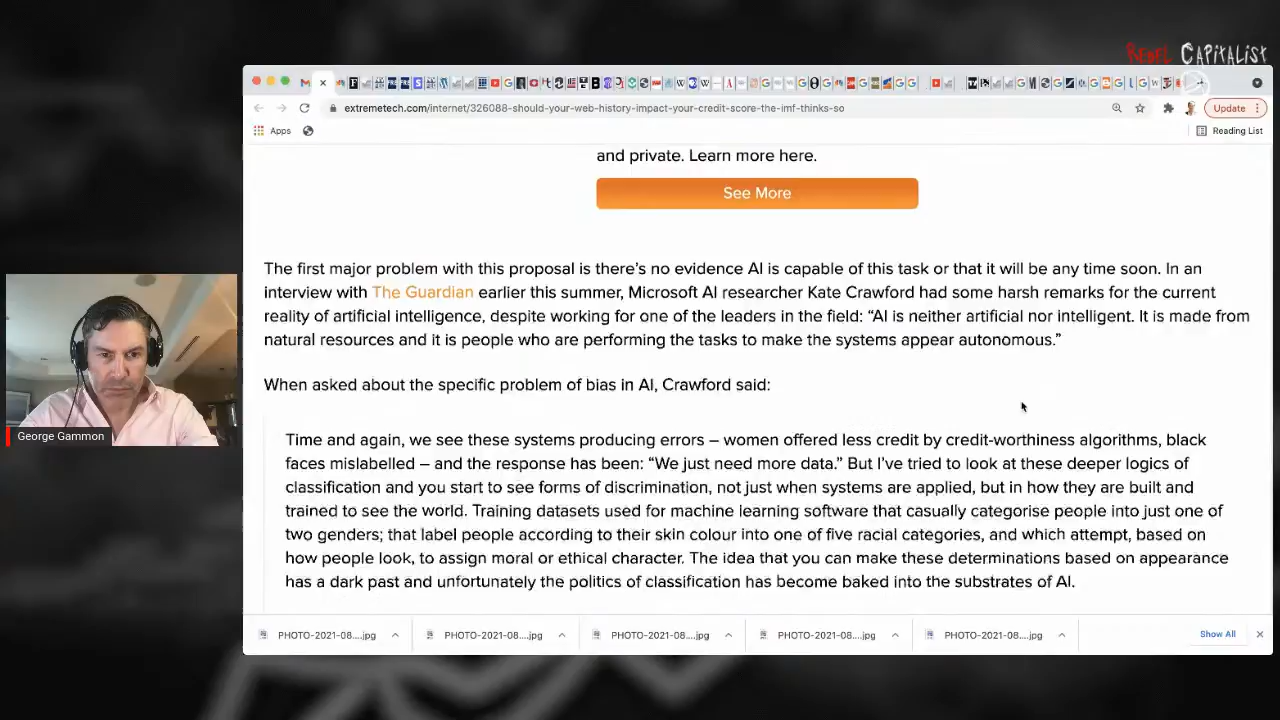 REBEL CAPITALIST
extremetech.com/internet/326088-should-your-web-history-impact-your-credit-score-the-imf-thinks-so
Update
Apps
Reading List
and private. Learn more here.
See More
The first major problem with this proposal is there’s no evidence AI is capable of this task or that it will be any time soon. In an
interview with The Guardian earlier this summer, Microsoft AI researcher Kate Crawford had some harsh remarks for the current
reality of artificial intelligence, despite working for one of the leaders in the field: “AI is neither artificial nor intelligent. It is made from
natural resources and it is people who are performing the tasks to make the systems appear autonomous.”
When asked about the specific problem of bias in AI, Crawford said:
Time and again, we see these systems producing errors – women offered less credit by credit-worthiness algorithms, black
faces mislabelled – and the response has been: “We just need more data.” But I’ve tried to look at these deeper logics of
classification and you start to see forms of discrimination, not just when systems are applied, but in how they are built and
trained to see the world. Training datasets used for machine learning software that casually categorise people into just one of
two genders; that label people according to their skin colour into one of five racial categories, and which attempt, based on
how people look, to assign moral or ethical character. The idea that you can make these determinations based on appearance
has a dark past and unfortunately the politics of classification has become baked into the substrates of AI.
George Gammon
PHOTO-2021-08....jpg
PHOTO-2021-08....jpg
PHOTO-2021-08....jpg
PHOTO-2021-08....jpg
PHOTO-2021-08....jpg
Show All